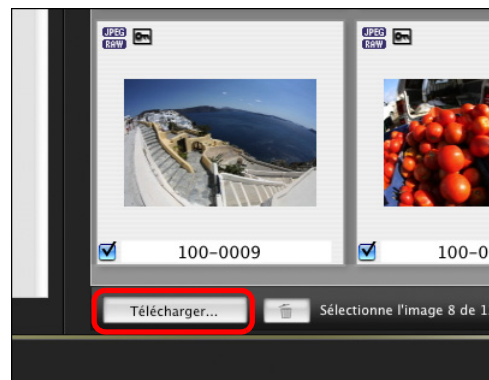 JPEG JPEG
RAW RAW
100-0009 100-0
Télécharger... Sélectionne l'image 8 de 1